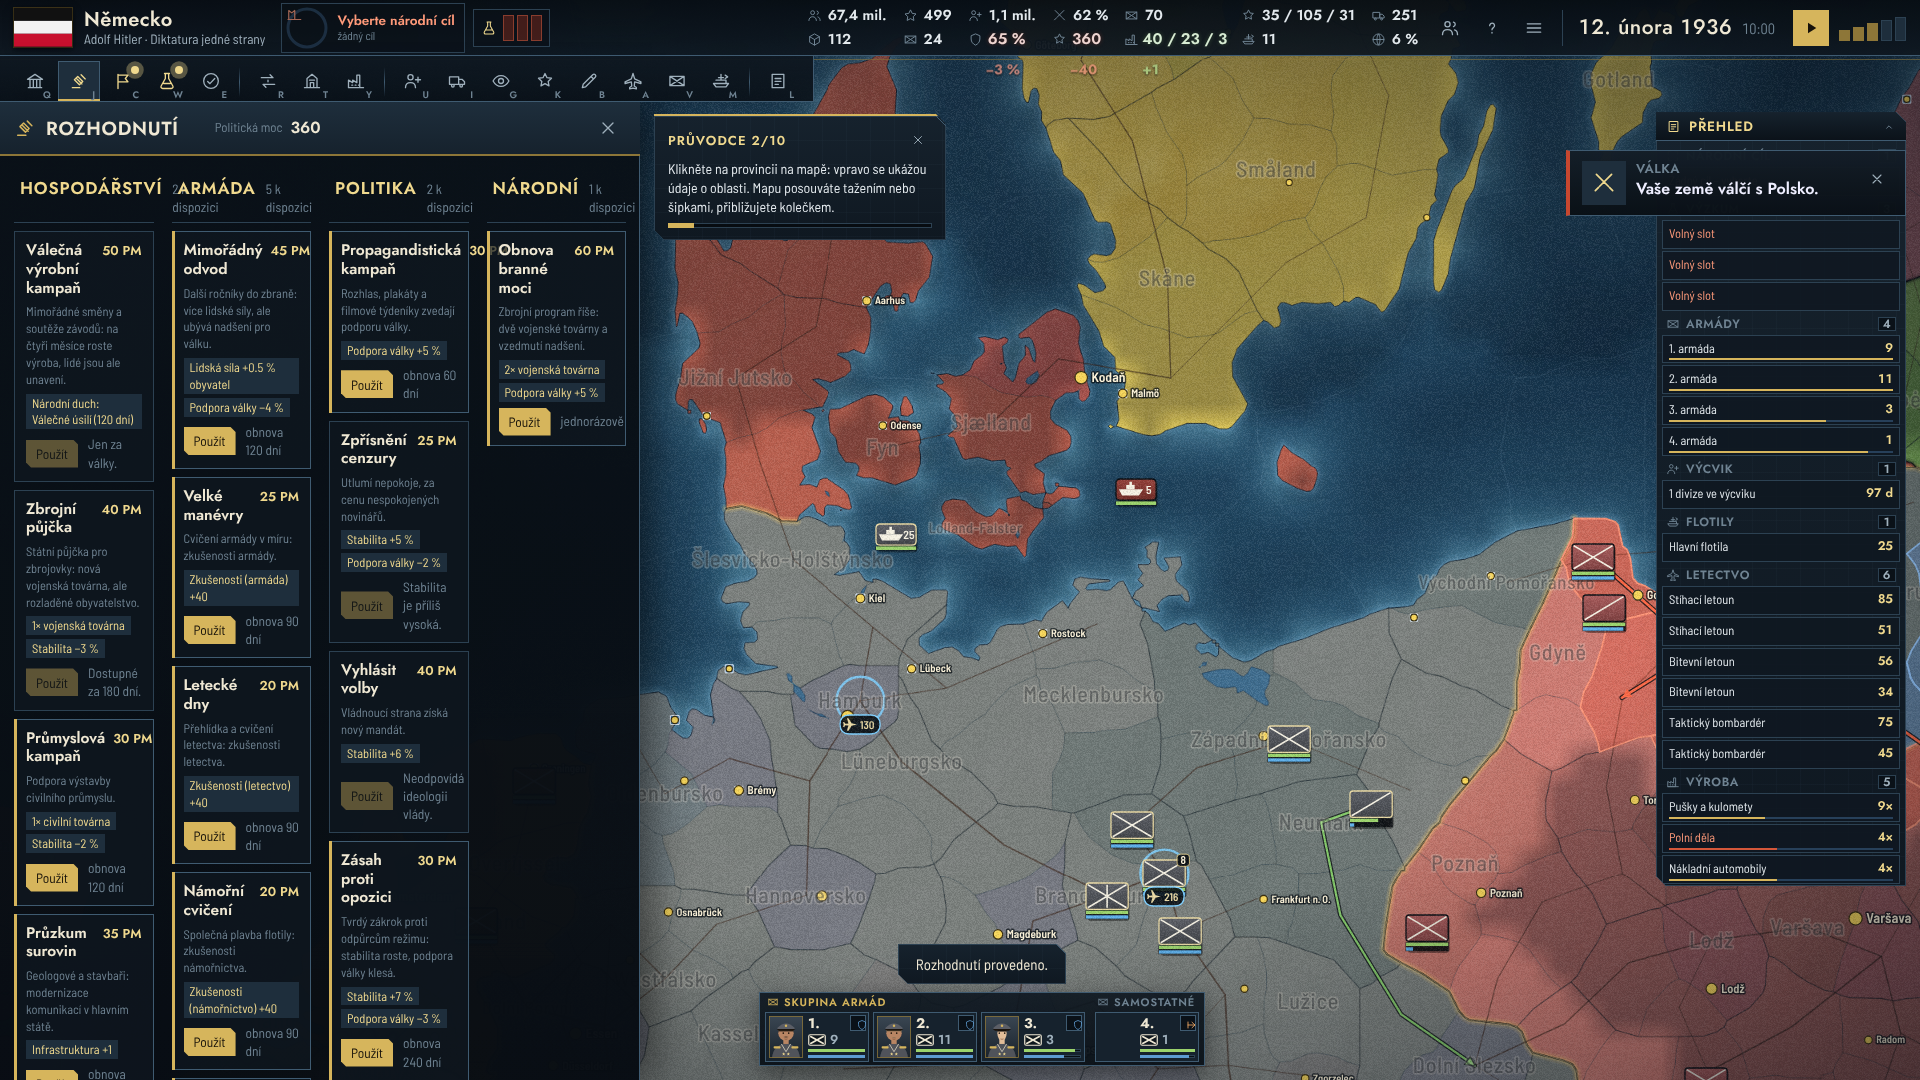 Německo
Adolf Hitler · Diktatura jedné strany
Vyberte národní cíl
žádný cíl
67,4 mil.
499
1,1 mil.
62 %
70
35 / 105 / 31
251
112
24
65 %
360
40 / 23 / 3
11
6 %
−3 %
−40
+1
12. února 1936
10:00
Q
C
W
E
R
T
Y
U
I
G
K
B
A
V
M
L
ROZHODNUTÍ
Politická moc 360
HOSPODÁŘSTVÍ
dispozici
ARMÁDA
5 k
dispozici
POLITIKA
2 k
dispozici
NÁRODNÍ
1 k
dispozici
Válečná výrobní kampaň
50 PM
Mimořádné směny a soutěže závodů: na čtyři měsíce roste výroba, lidé jsou ale unavení.
Národní duch: Válečné úsilí (120 dní)
Použít
Jen za války.
Zbrojní půjčka
40 PM
Státní půjčka pro zbrojovky: nová vojenská továrna, ale rozladěné obyvatelstvo.
1× vojenská továrna
Stabilita −3 %
Použít
Dostupné za 180 dní.
Průmyslová kampaň
30 PM
Podpora výstavby civilního průmyslu.
1× civilní továrna
Stabilita −2 %
Použít
obnova 120 dní
Průzkum surovin
35 PM
Geologové a stavbaři: modernizace komunikací v hlavním státě.
Infrastruktura +1
obnova
Mimořádný odvod
45 PM
Další ročníky do zbraně: více lidské síly, ale ubývá nadšení pro válku.
Lidská síla +0.5 % obyvatel
Podpora války −4 %
Použít
obnova 120 dní
Velké manévry
25 PM
Cvičení armády v míru: zkušenosti armády.
Zkušenosti (armáda) +40
Použít
obnova 90 dní
Letecké dny
20 PM
Přehlídka a cvičení letectva: zkušenosti letectva.
Zkušenosti (letectvo) +40
Použít
obnova 90 dní
Námořní cvičení
20 PM
Společná plavba flotily: zkušenosti námořnictva.
Zkušenosti (námořnictvo) +40
Použít
obnova 90 dní
Propagandistická kampaň
30
Rozhlas, plakáty a filmové týdeníky zvedají podporu války.
Podpora války +5 %
Použít
obnova 60 dní
Zpřísnění cenzury
25 PM
Utlumí nepokoje, za cenu nespokojených novinářů.
Stabilita +5 %
Podpora války −2 %
Použít
Stabilita je příliš vysoká.
Vyhlásit volby
40 PM
Vládnoucí strana získá nový mandát.
Stabilita +6 %
Použít
Neodpovídá ideologii vlády.
Zásah proti opozici
30 PM
Tvrdý zákrok proti odpůrcům režimu: stabilita roste, podpora války klesá.
Stabilita +7 %
Podpora války −3 %
Použít
obnova 240 dní
Obnova branné moci
60 PM
Zbrojní program říše: dvě vojenské továrny a vzedmutí nadšení.
2× vojenská továrna
Podpora války +5 %
Použít
jednorázově
PRŮVODCE 2/10
Klikněte na provincii na mapě: vpravo se ukážou
údaje o oblasti. Mapu posouváte tažením nebo
šipkami, přibližujete kolečkem.
Gotland
Småland
Skåne
Aarhus
Jižní Jutsko
Kodaň
Malmö
Odense
Fyn
Sjælland
Lolland-Falster
5
25
Šlesvicko-Holštýnsko
Kiel
Rostock
Lübeck
Hamburk
130
Mecklenbursko
Lüneburgsko
Brémy
Východní Pomořansko
Gdyně
Neumark
Poznaň
Poznaň
Hannoversko
Osnabrück
8
216
Frankfurt n. O.
Magdeburk
Lodž
Lodž
Varšava
Varšava
Radom
Lužice
Kassel
Dolní Slezsko
Zgorzelec
Rozhodnutí provedeno.
SKUPINA ARMÁD
SAMOSTATNÉ
1.
9
2.
11
3.
3
4.
1
PŘEHLED
VÁLKA
Vaše země válčí s Polsko.
Volný slot
Volný slot
Volný slot
ARMÁDY 4
1. armáda 9
2. armáda 11
3. armáda 3
4. armáda 1
VÝCVIK 1
1 divize ve výcviku 97 d
FLOTILY 1
Hlavní flotila 25
LETECTVO 6
Stíhací letoun 85
Stíhací letoun 51
Bitevní letoun 56
Bitevní letoun 34
Taktický bombardér 75
Taktický bombardér 45
VÝROBA 5
Pušky a kulomety 9×
Polní děla 4×
Nákladní automobily 4×